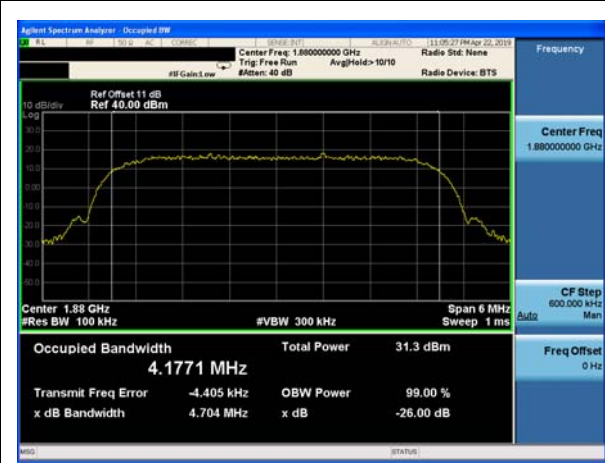 Agilent Spectrum Analyzer - Occupied BW
RL RF 50 Ω AC CORREC SENSE:INT ALIGN AUTO 11:05:27 PM Apr 22, 2019
Center Freq: 1.880000000 GHz Radio Std: None Frequency
Trig: Free Run Avg|Hold:>10/10
#IFGain:Low #Atten: 40 dB Radio Device: BTS
Ref Offset 11 dB
10 dB/div Ref 40.00 dBm
Log
30.0
20.0
10.0
0.00
-10.0
-20.0
-30.0
-40.0
-50.0
Center Freq
1.880000000 GHz
Center 1.88 GHz Span 6 MHz
#Res BW 100 kHz #VBW 300 kHz Sweep 1 ms
CF Step
600.000 kHz
Auto Man
Occupied Bandwidth Total Power 31.3 dBm
4.1771 MHz
Transmit Freq Error -4.405 kHz OBW Power 99.00 %
x dB Bandwidth 4.704 MHz x dB -26.00 dB
Freq Offset
0 Hz
MSG STATUS